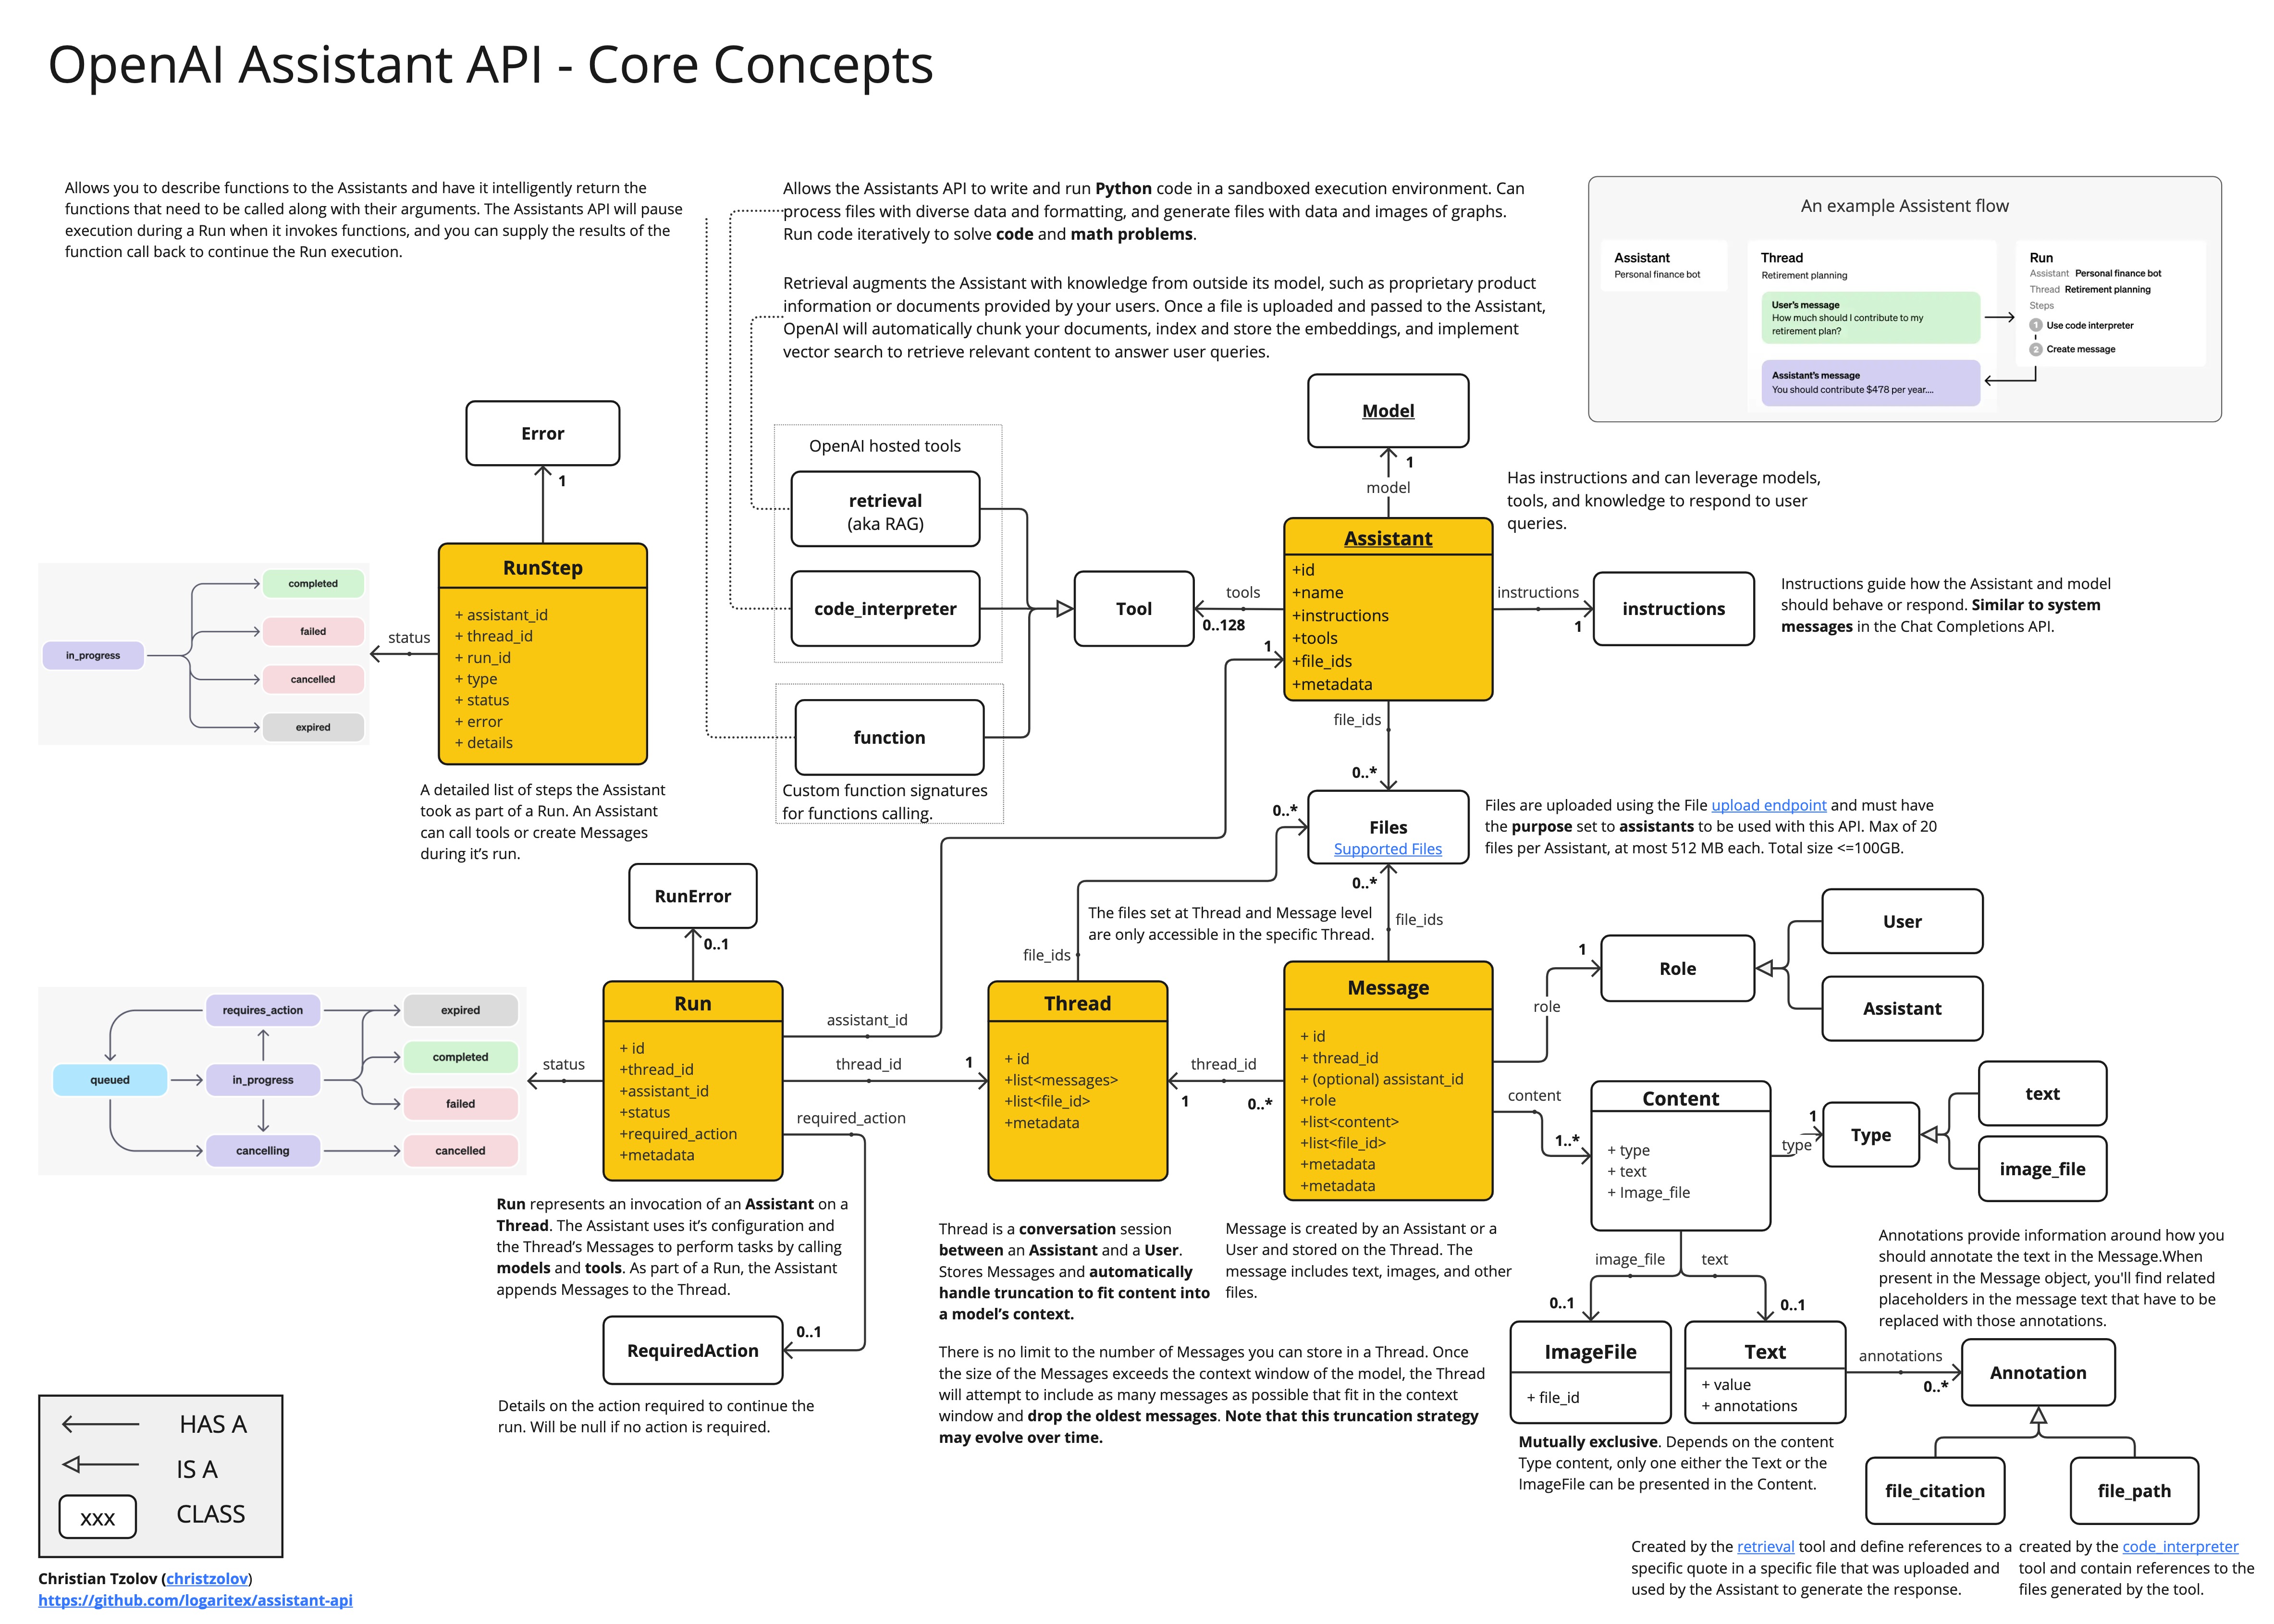 OpenAI Assistant API - Core Concepts
Allows you to describe functions to the Assistants and have it intelligently return the
functions that need to be called along with their arguments. The Assistants API will pause
execution during a Run when it invokes functions, and you can supply the results of the
function call back to continue the Run execution.
Allows the Assistants API to write and run Python code in a sandboxed execution environment. Can
process files with diverse data and formatting, and generate files with data and images of graphs.
Run code iteratively to solve code and math problems.
Retrieval augments the Assistant with knowledge from outside its model, such as proprietary product
information or documents provided by your users. Once a file is uploaded and passed to the Assistant,
OpenAI will automatically chunk your documents, index and store the embeddings, and implement
vector search to retrieve relevant content to answer user queries.
An example Assistent flow
Assistant
Personal finance bot
Thread
Retirement planning
User's message
How much should I contribute to my
retirement plan?
Assistant's message
You should contribute $478 per year....
Run
Assistant Personal finance bot
Thread Retirement planning
Steps
1 Use code interpreter
2 Create message
Error
1
RunStep
+ assistant_id
+ thread_id
+ run_id
+ type
+ status
+ error
+ details
status
in_progress
completed
failed
cancelled
expired
A detailed list of steps the Assistant
took as part of a Run. An Assistant
can call tools or create Messages
during it's run.
OpenAI hosted tools
retrieval
(aka RAG)
code_interpreter
function
Custom function signatures
for functions calling.
Tool
tools
0..128
Model
1
model
Assistant
+id
+name
+instructions
+tools
+file_ids
+metadata
1
Has instructions and can leverage models,
tools, and knowledge to respond to user
queries.
instructions
1
instructions
Instructions guide how the Assistant and model
should behave or respond. Similar to system
messages in the Chat Completions API.
file_ids
0..*
0..*
Files
Supported Files
0..*
Files are uploaded using the File upload endpoint and must have
the purpose set to assistants to be used with this API. Max of 20
files per Assistant, at most 512 MB each. Total size <=100GB.
The files set at Thread and Message level
are only accessible in the specific Thread.
file_ids
file_ids
RunError
0..1
Run
+ id
+thread_id
+assistant_id
+status
+required_action
+metadata
status
queued
requires_action
in_progress
cancelling
expired
completed
failed
cancelled
assistant_id
thread_id
1
required_action
Run represents an invocation of an Assistant on a
Thread. The Assistant uses it's configuration and
the Thread's Messages to perform tasks by calling
models and tools. As part of a Run, the Assistant
appends Messages to the Thread.
RequiredAction
0..1
Details on the action required to continue the
run. Will be null if no action is required.
Thread
+ id
+list<messages>
+list<file_id>
+metadata
thread_id
1
0..*
Thread is a conversation session
between an Assistant and a User.
Stores Messages and automatically
handle truncation to fit content into
a model's context.
There is no limit to the number of Messages you can store in a Thread. Once
the size of the Messages exceeds the context window of the model, the Thread
will attempt to include as many messages as possible that fit in the context
window and drop the oldest messages. Note that this truncation strategy
may evolve over time.
Message
+ id
+ thread_id
+ (optional) assistant_id
+role
+list<content>
+list<file_id>
+metadata
+metadata
Message is created by an Assistant or a
User and stored on the Thread. The
message includes text, images, and other
files.
role
1
Role
User
Assistant
content
1..*
Content
+ type
+ text
+ Image_file
type
1
Type
text
image_file
image_file
text
0..1
0..1
ImageFile
+ file_id
Text
+ value
+ annotations
Mutually exclusive. Depends on the content
Type content, only one either the Text or the
ImageFile can be presented in the Content.
Annotations provide information around how you
should annotate the text in the Message.When
present in the Message object, you'll find related
placeholders in the message text that have to be
replaced with those annotations.
annotations
0..*
Annotation
file_citation
file_path
Created by the retrieval tool and define references to a
specific quote in a specific file that was uploaded and
used by the Assistant to generate the response.
created by the code_interpreter
tool and contain references to the
files generated by the tool.
HAS A
IS A
xxx
CLASS
Christian Tzolov (christzolov)
https://github.com/logaritex/assistant-api